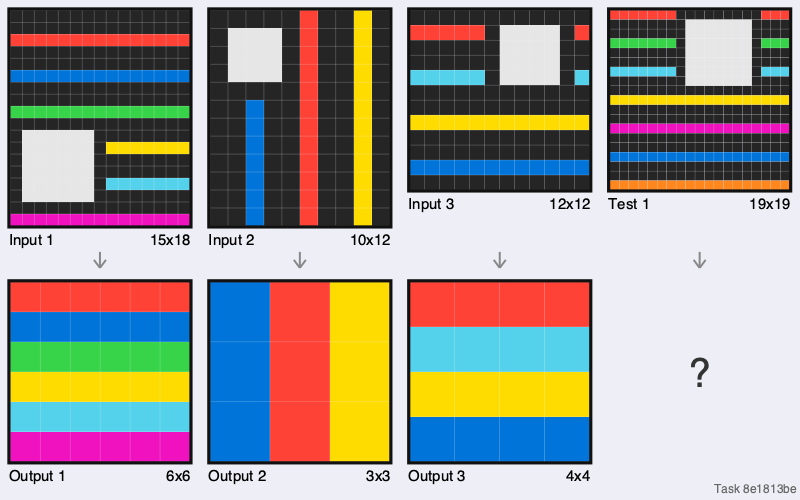 Input 1 15x18
Input 2 10x12
Input 3 12x12
Test 1 19x19
?
Output 1 6x6
Output 2 3x3
Output 3 4x4
Task 8e1813be